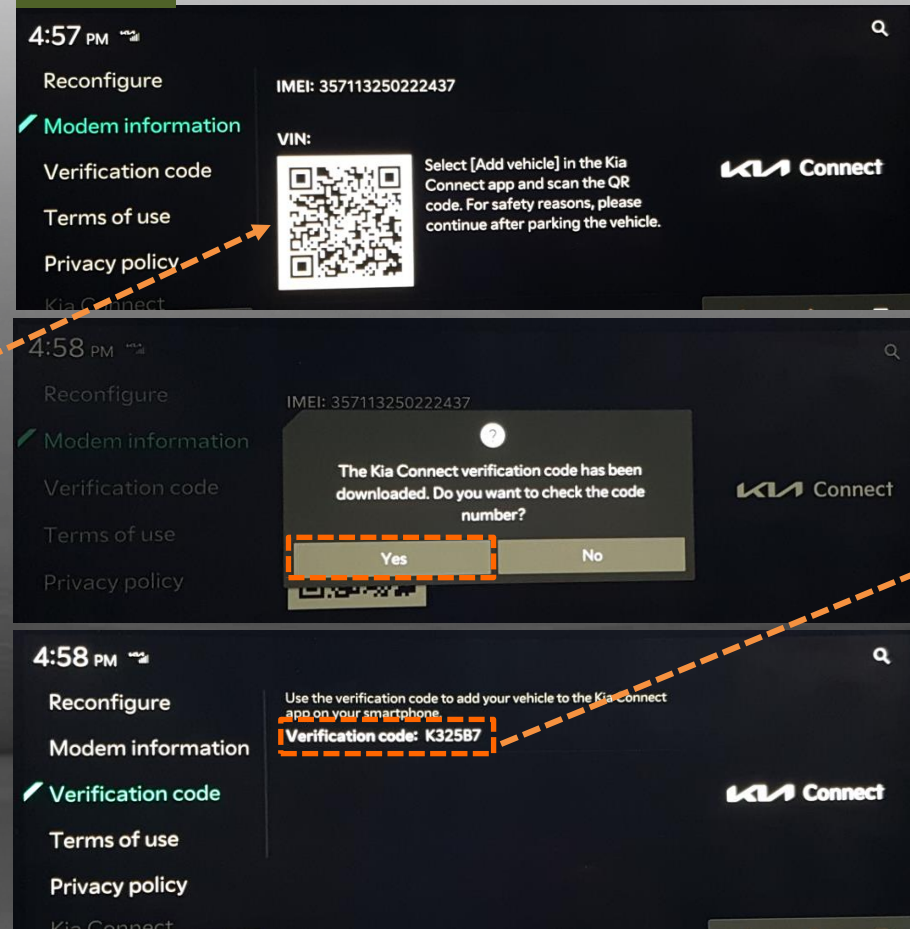 4:57 PM
Reconfigure
IMEI: 357113250222437
Modem information
VIN:
Verification code
Select [Add vehicle] in the Kia
Connect app and scan the QR
code. For safety reasons, please
continue after parking the vehicle.
KIA Connect
Terms of use
Privacy policy
Kia Connect
4:58 PM
Reconfigure
IMEI: 357113250222437
Modem information
?
The Kia Connect verification code has been
downloaded. Do you want to check the code
number?
Verification code
KIA Connect
Terms of use
Yes
No
Privacy policy
4:58 PM
Reconfigure
Use the verification code to add your vehicle to the Kia Connect
app on your smartphone.
Verification code: K325B7
Modem information
Verification code
KIA Connect
Terms of use
Privacy policy
Kia Connect